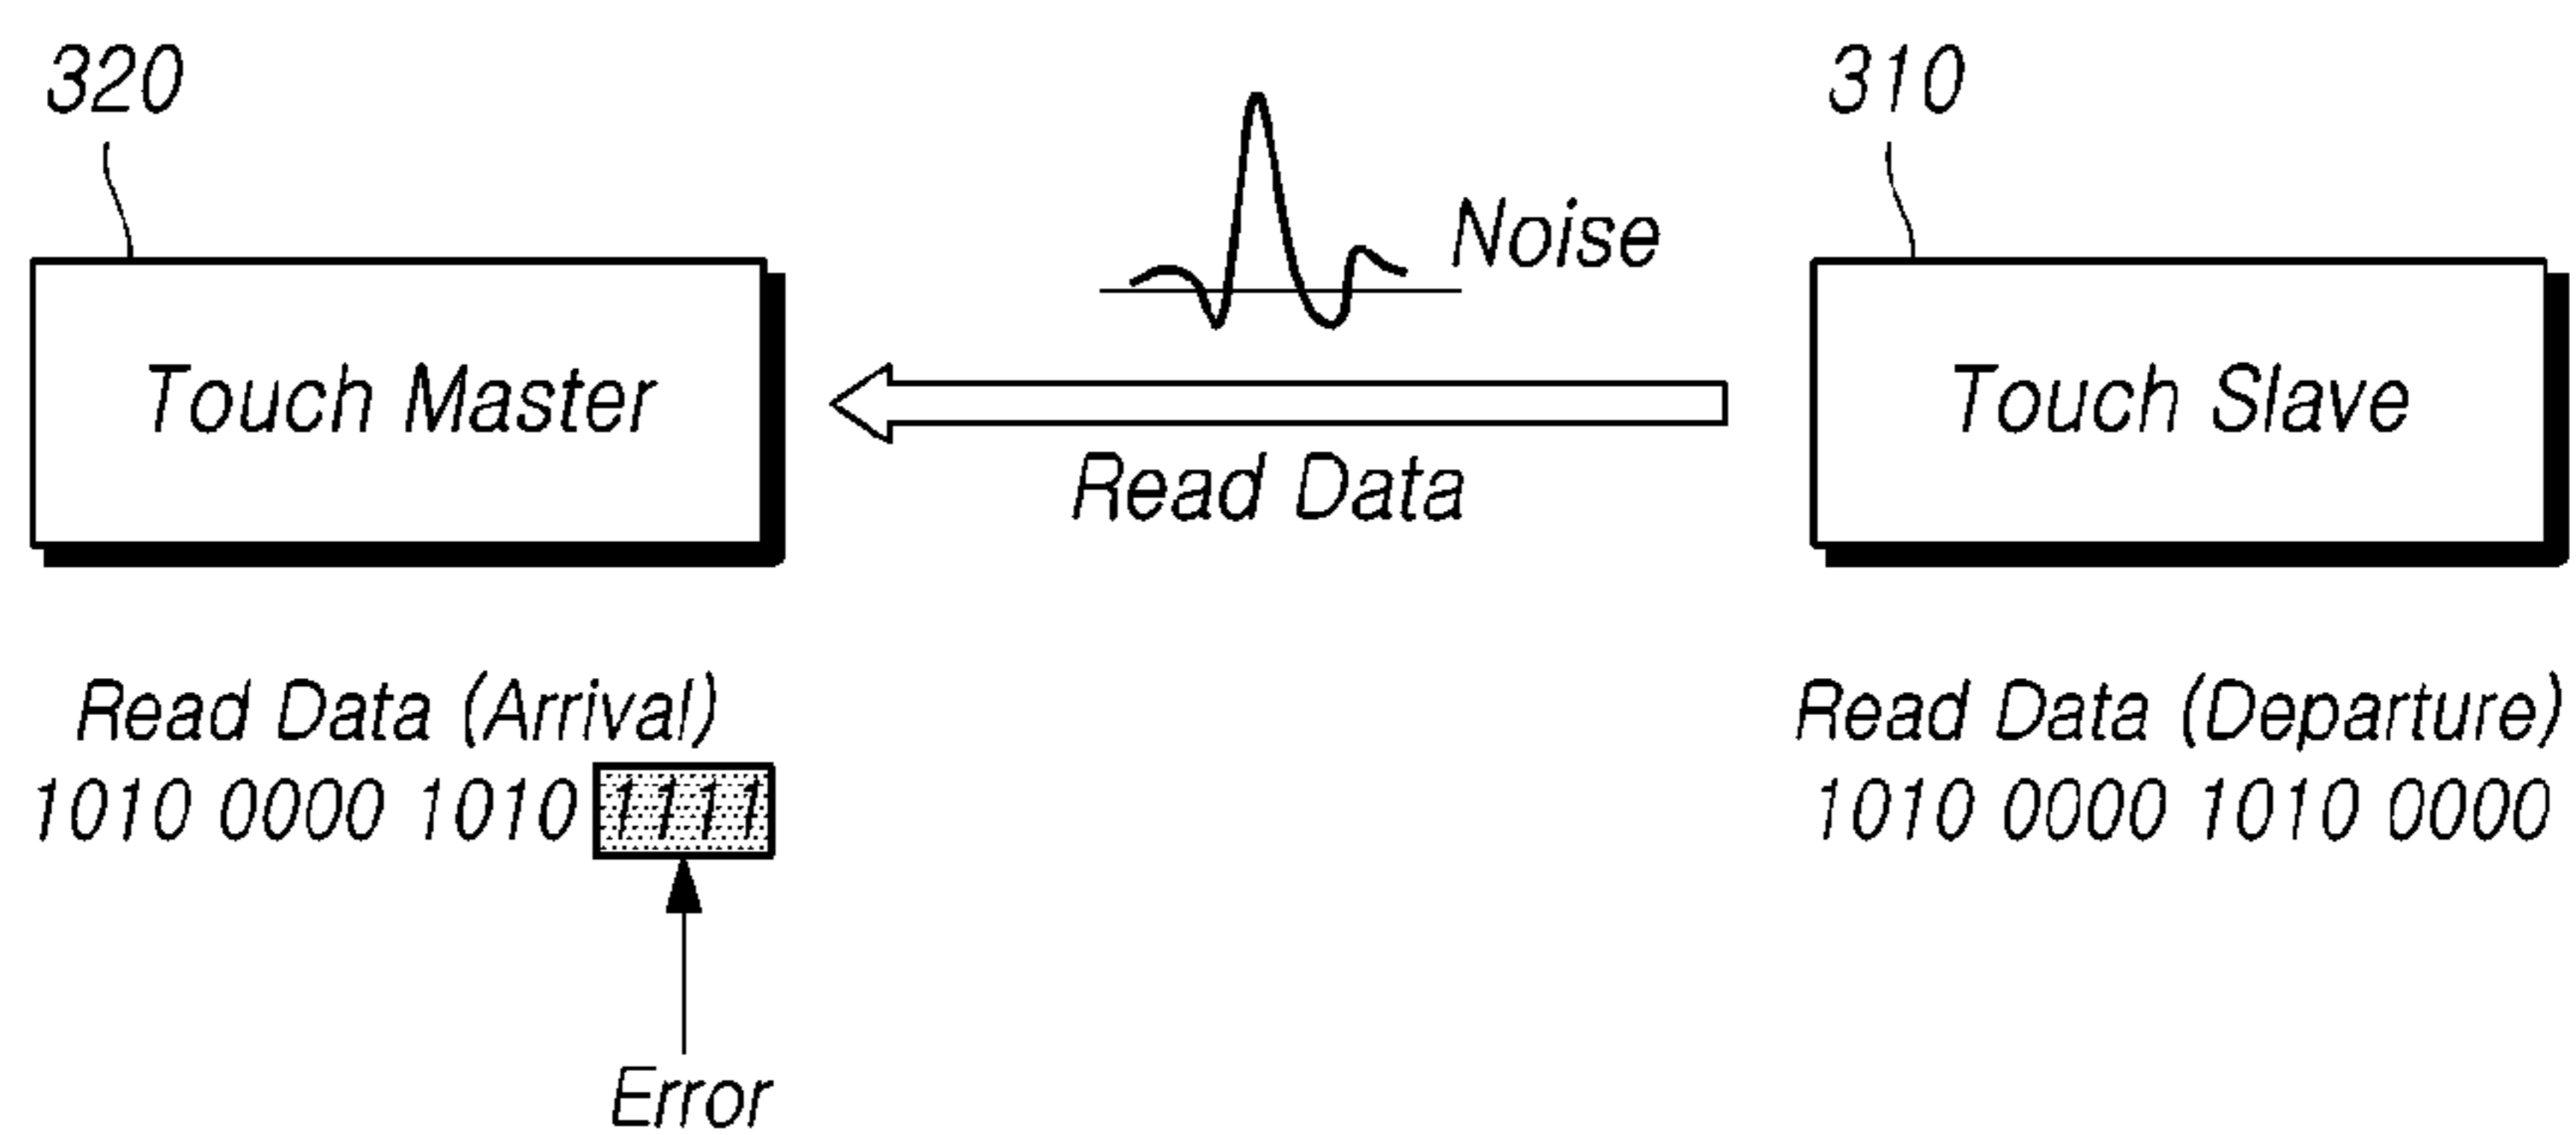 320
310
Noise
Touch Master
Touch Slave
Read Data
Read Data (Arrival)
1010 0000 1010 1111
Read Data (Departure)
1010 0000 1010 0000
Error